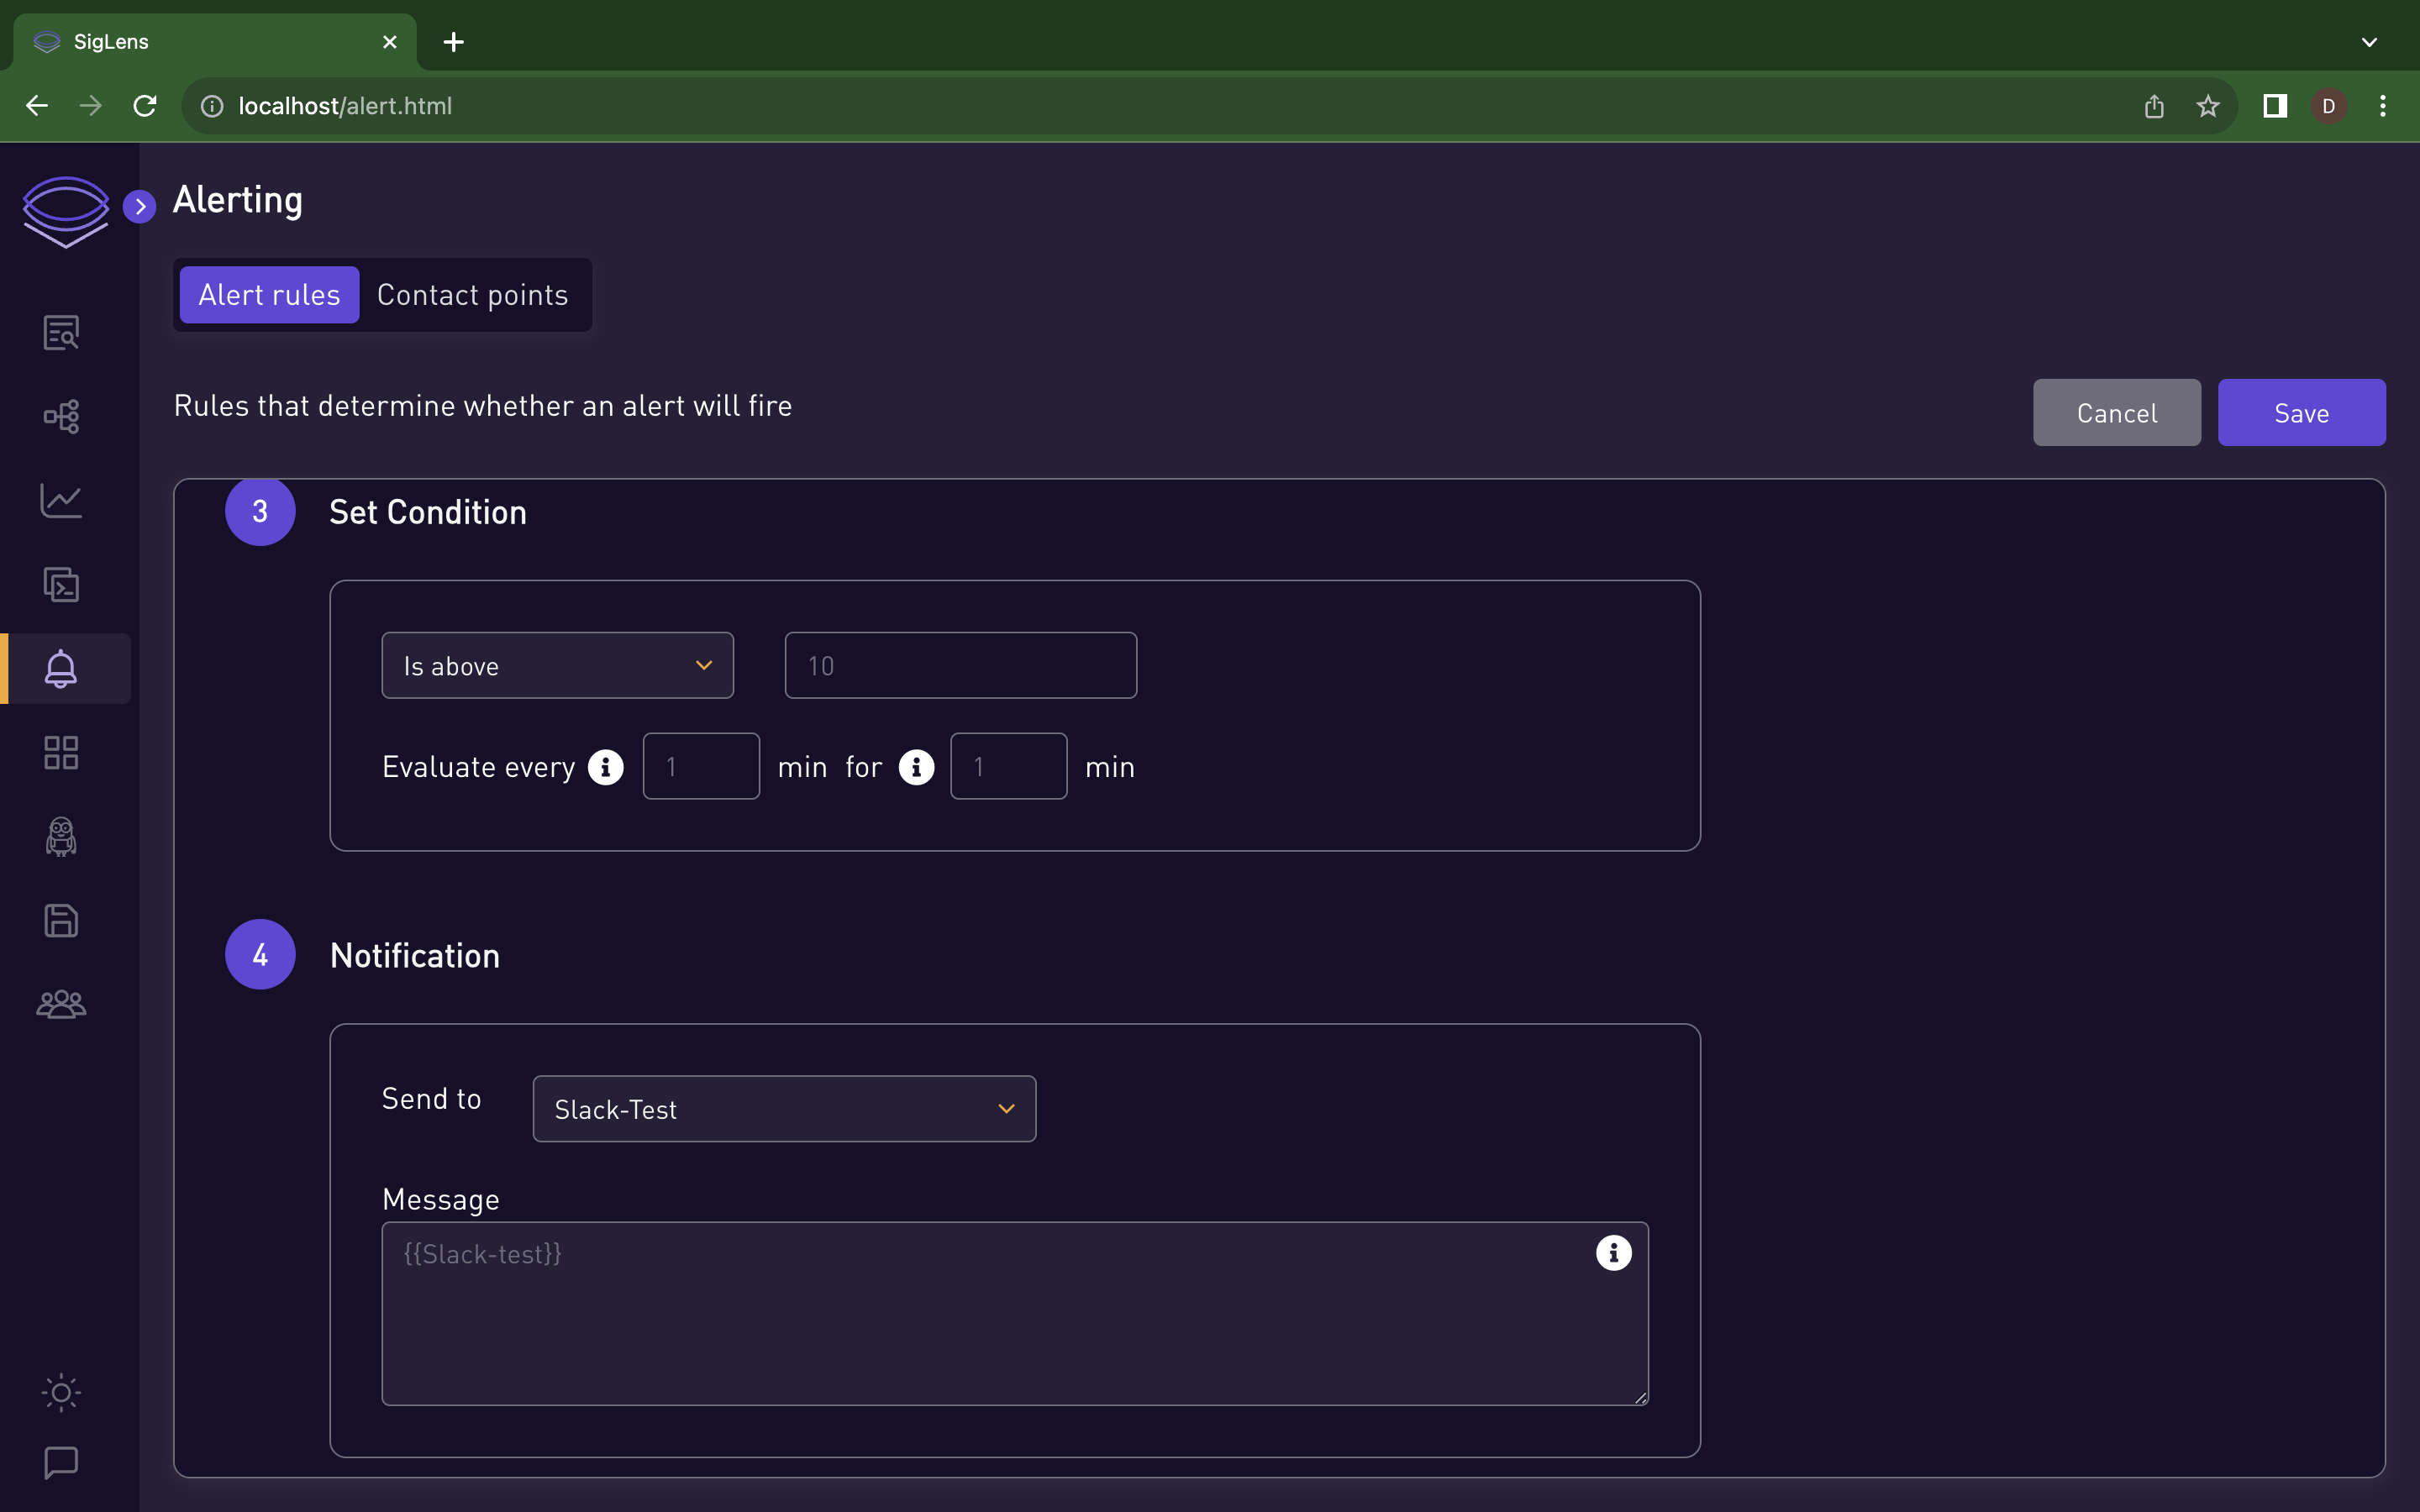 SigLens
localhost/alert.html
D
Alerting
Alert rules Contact points
Rules that determine whether an alert will fire
Cancel Save
3 Set Condition
Is above 10
Evaluate every 1 min for 1 min
4 Notification
Send to Slack-Test
Message
{{Slack-test}}